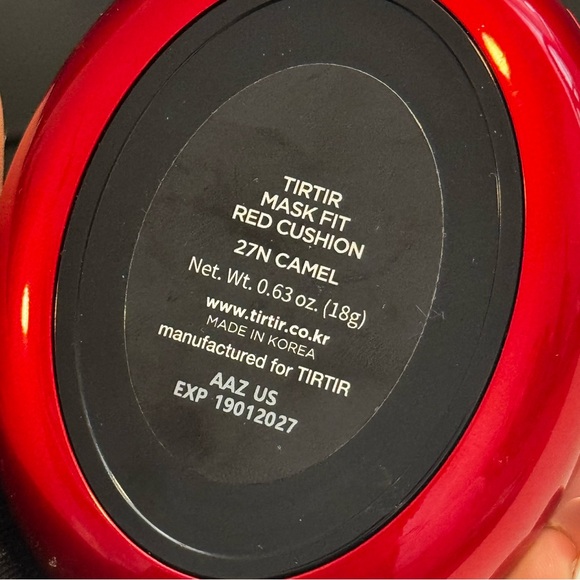 TIRTIR
MASK FIT
RED CUSHION
27N CAMEL
Net. Wt. 0.63 oz. (18g)
www.tirtir.co.kr
MADE IN KOREA
manufactured for TIRTIR
AAZ US
EXP 19012027